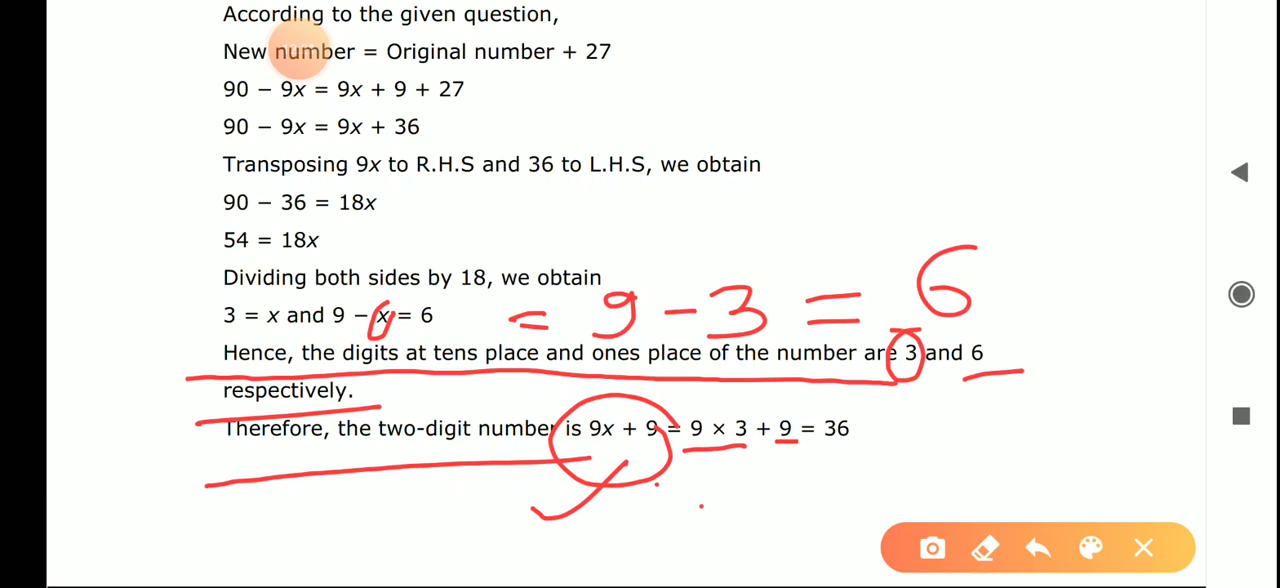 According to the given question,
New number = Original number + 27
90 − 9x = 9x + 9 + 27
90 − 9x = 9x + 36
Transposing 9x to R.H.S and 36 to L.H.S, we obtain
90 − 36 = 18x
54 = 18x
Dividing both sides by 18, we obtain
3 = x and 9 − x = 6 = 9 − 3 = 6
Hence, the digits at tens place and ones place of the number are 3 and 6
respectively.
Therefore, the two-digit number is 9x + 9 = 9 × 3 + 9 = 36